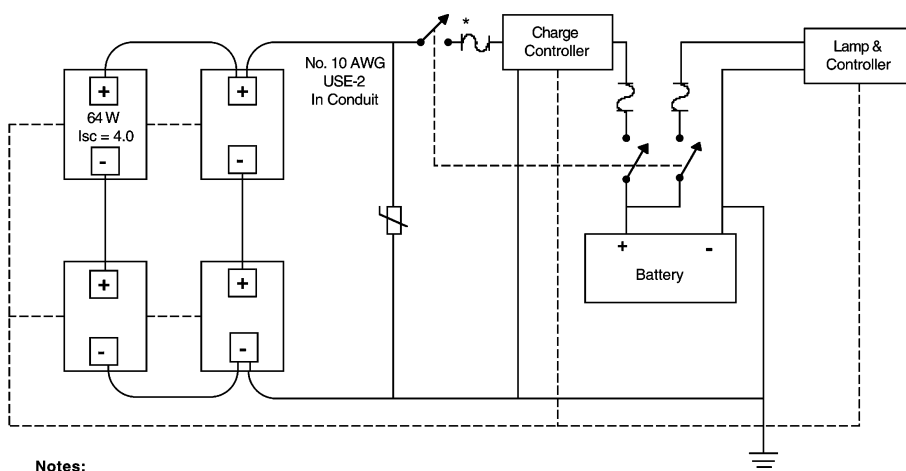 *
Charge
Controller
Lamp &
Controller
No. 10 AWG
USE-2
In Conduit
+
+
64 W
Isc = 4.0
-
-
+
-
Battery
+
+
-
-
Notes: